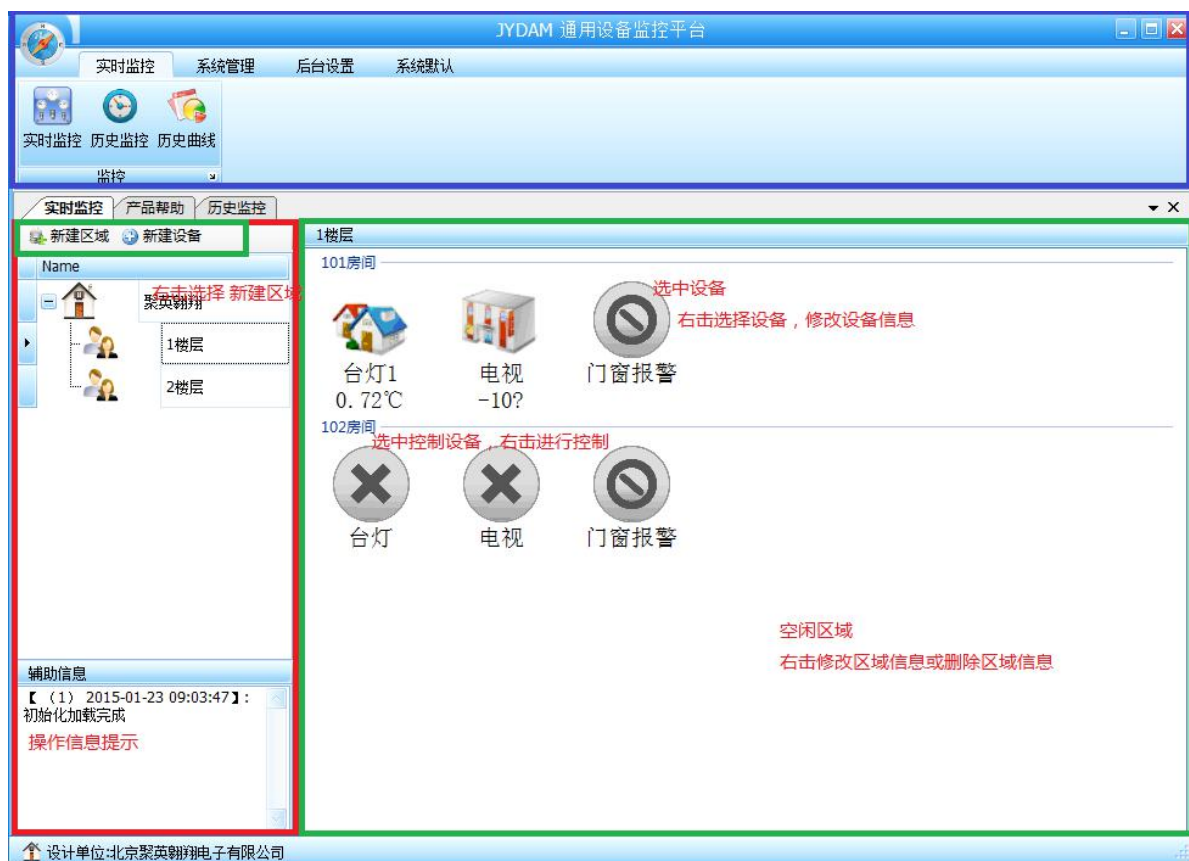 JYDAM 通用设备监控平台
实时监控 系统管理 后台设置 系统默认
实时监控 历史监控 历史曲线
监控
实时监控 产品帮助 历史监控
新建区域 新建设备
Name
右击选择 新建区域
聚英翱翔
1楼层
2楼层
辅助信息
【 （1） 2015-01-23 09:03:47】:
初始化加载完成
操作信息提示
1楼层
101房间
选中设备
右击选择设备，修改设备信息
台灯1 电视 门窗报警
0.72℃ -10?
102房间
选中控制设备，右击进行控制
台灯 电视 门窗报警
空闲区域
右击修改区域信息或删除区域信息
设计单位:北京聚英翱翔电子有限公司